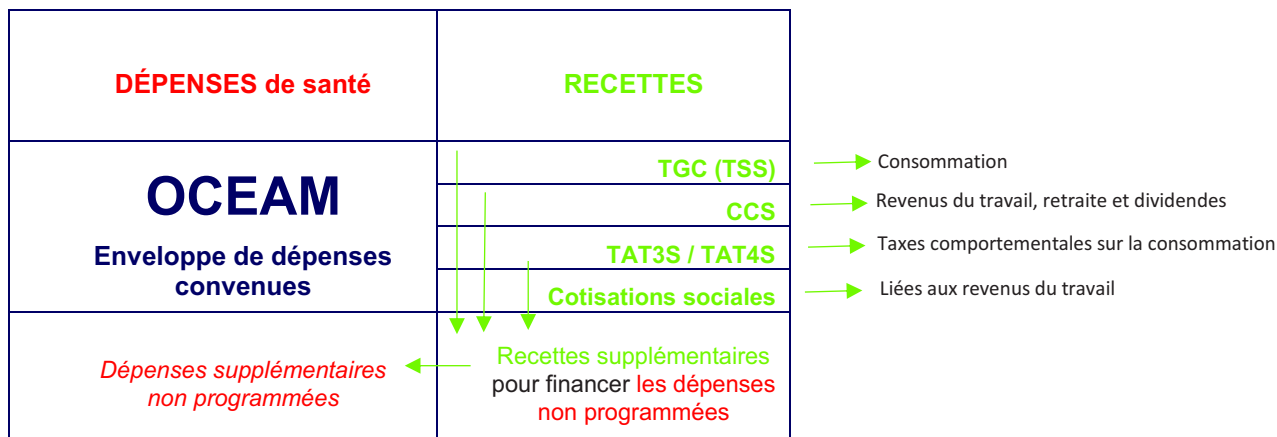 DÉPENSES de santé
RECETTES
OCEAM
Enveloppe de dépenses
convenues
TGC (TSS)
Consommation
CCS
Revenus du travail, retraite et dividendes
TAT3S / TAT4S
Taxes comportementales sur la consommation
Cotisations sociales
Liées aux revenus du travail
Dépenses supplémentaires
non programmées
Recettes supplémentaires
pour financer les dépenses
non programmées